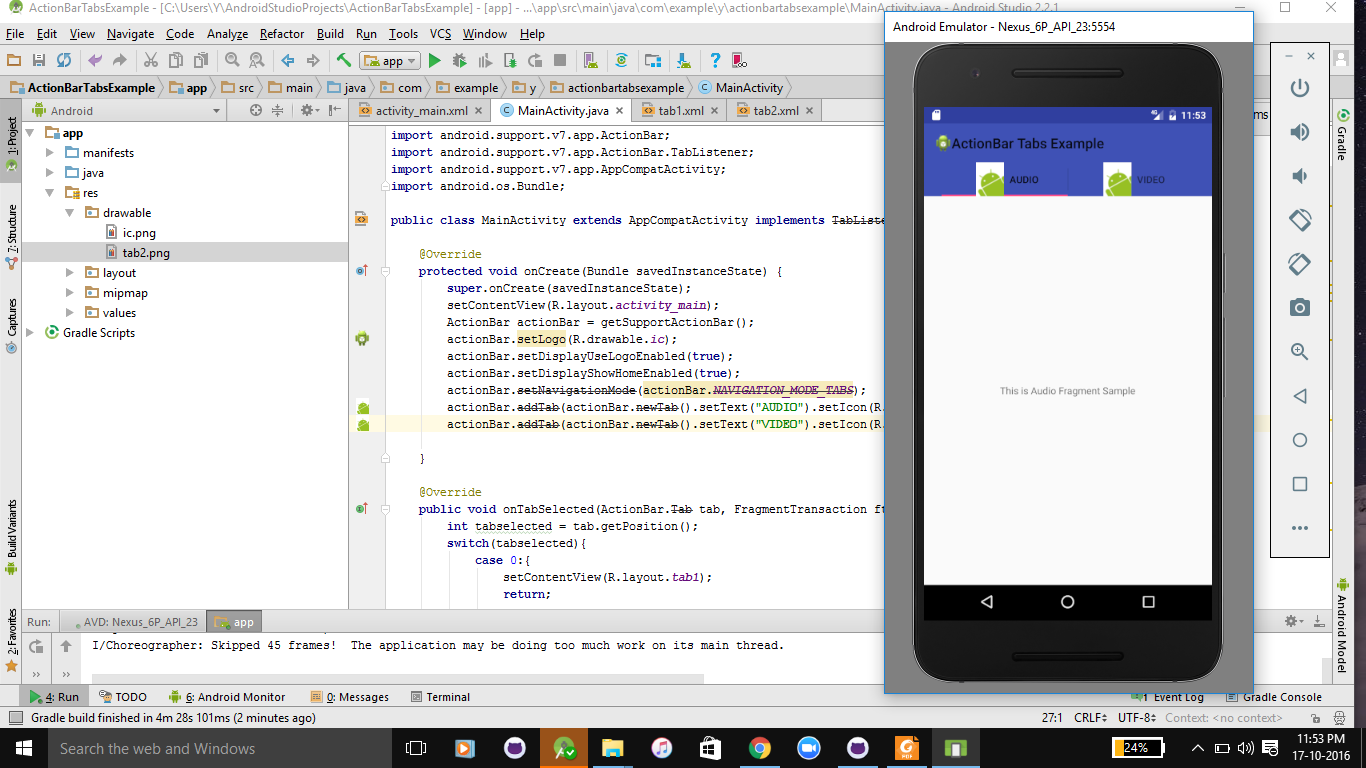 ActionBarTabsExample - [C:\Users\Y\AndroidStudioProjects\ActionBarTabsExample] - [app] - ...\app\src\main\java\com\example\y\actionbartabsexample\MainActivity.java - Android Studio 2.2.1
File Edit View Navigate Code Analyze Refactor Build Run Tools VCS Window Help
app
ActionBarTabsExample app src main java com example y actionbartabsexample MainActivity
Android
activity_main.xml MainActivity.java tab1.xml tab2.xml
1: Project
7: Structure
Captures
Build Variants
2: Favorites
app
manifests
java
res
drawable
ic.png
tab2.png
layout
mipmap
values
Gradle Scripts
import android.support.v7.app.ActionBar;
import android.support.v7.app.ActionBar.TabListener;
import android.support.v7.app.AppCompatActivity;
import android.os.Bundle;
public class MainActivity extends AppCompatActivity implements TabListe
@Override
protected void onCreate(Bundle savedInstanceState) {
super.onCreate(savedInstanceState);
setContentView(R.layout.activity_main);
ActionBar actionBar = getSupportActionBar();
actionBar.setLogo(R.drawable.ic);
actionBar.setDisplayUseLogoEnabled(true);
actionBar.setDisplayShowHomeEnabled(true);
actionBar.setNavigationMode(actionBar.NAVIGATION_MODE_TABS);
actionBar.addTab(actionBar.newTab().setText("AUDIO").setIcon(R.
actionBar.addTab(actionBar.newTab().setText("VIDEO").setIcon(R.
}
@Override
public void onTabSelected(ActionBar.Tab tab, FragmentTransaction ft
int tabselected = tab.getPosition();
switch(tabselected){
case 0:{
setContentView(R.layout.tab1);
return;
Android Emulator - Nexus_6P_API_23:5554
11:53
ActionBar Tabs Example
AUDIO VIDEO
This is Audio Fragment Sample
ms
Gradle
Android Model
Run: AVD: Nexus_6P_API_23 app
I/Choreographer: Skipped 45 frames! The application may be doing too much work on its main thread.
4: Run TODO 6: Android Monitor 0: Messages Terminal 1 Event Log Gradle Console
Gradle build finished in 4m 28s 101ms (2 minutes ago) 27:1 CRLF UTF-8 Context: <no context>
Search the web and Windows
24%
11:53 PM
17-10-2016